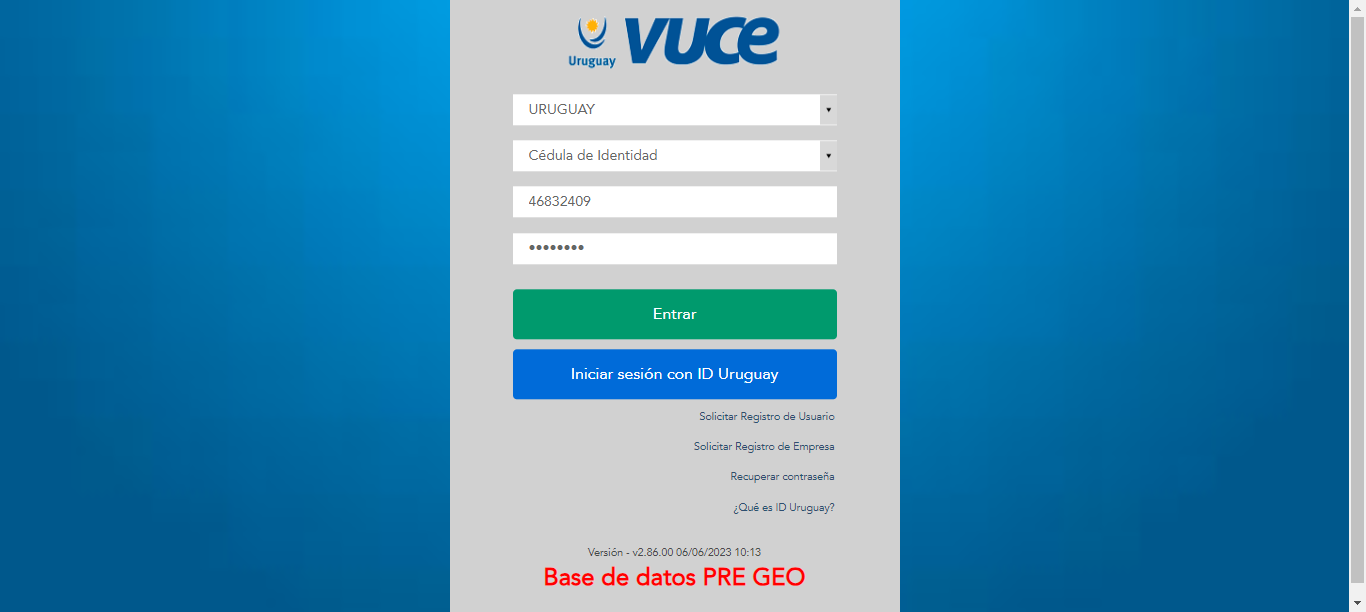 Uruguay
VUCE
URUGUAY
Cédula de Identidad
46832409
••••••••
Entrar
Iniciar sesión con ID Uruguay
Solicitar Registro de Usuario
Solicitar Registro de Empresa
Recuperar contraseña
¿Qué es ID Uruguay?
Versión - v2.86.00 06/06/2023 10:13
Base de datos PRE GEO